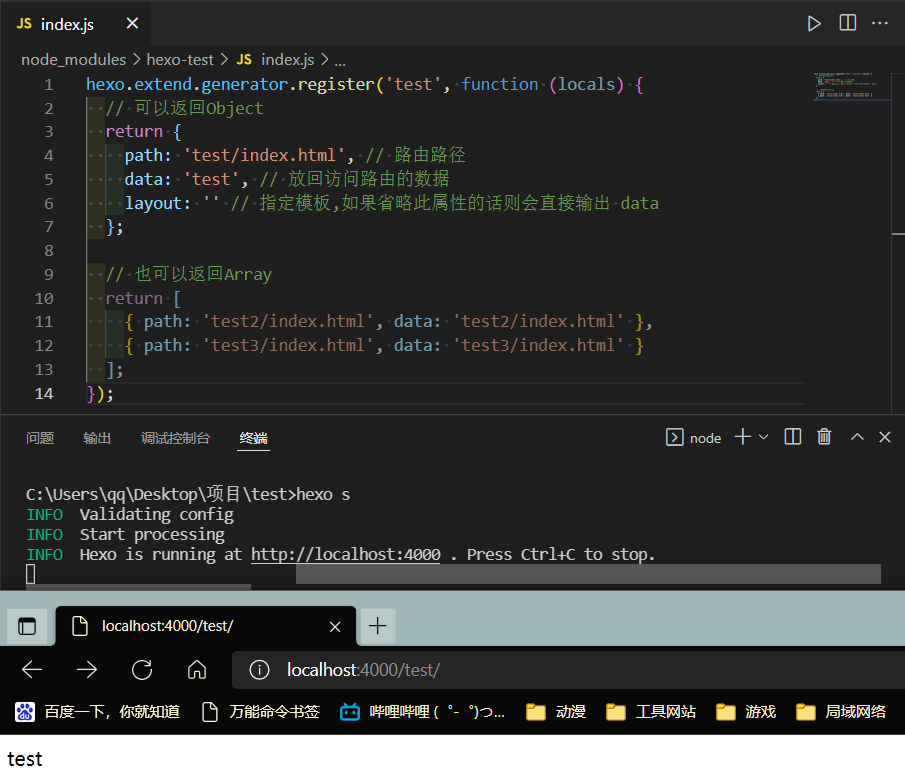 JS index.js
node_modules > hexo-test > JS index.js > ...
1 hexo.extend.generator.register('test', function (locals) {
2 // 可以返回Object
3 return {
4 path: 'test/index.html', // 路由路径
5 data: 'test', // 放回访问路由的数据
6 layout: '' // 指定模板,如果省略此属性的话则会直接输出 data
7 };
8
9 // 也可以返回Array
10 return [
11 { path: 'test2/index.html', data: 'test2/index.html' },
12 { path: 'test3/index.html', data: 'test3/index.html' }
13 ];
14 });
问题 输出 调试控制台 终端 node
C:\Users\qq\Desktop\项目\test>hexo s
INFO Validating config
INFO Start processing
INFO Hexo is running at http://localhost:4000 . Press Ctrl+C to stop.
localhost:4000/test/
localhost:4000/test/
百度一下，你就知道 万能命令书签 哔哩哔哩 (゜-゜)つ... 动漫 工具网站 游戏 局域网络
test